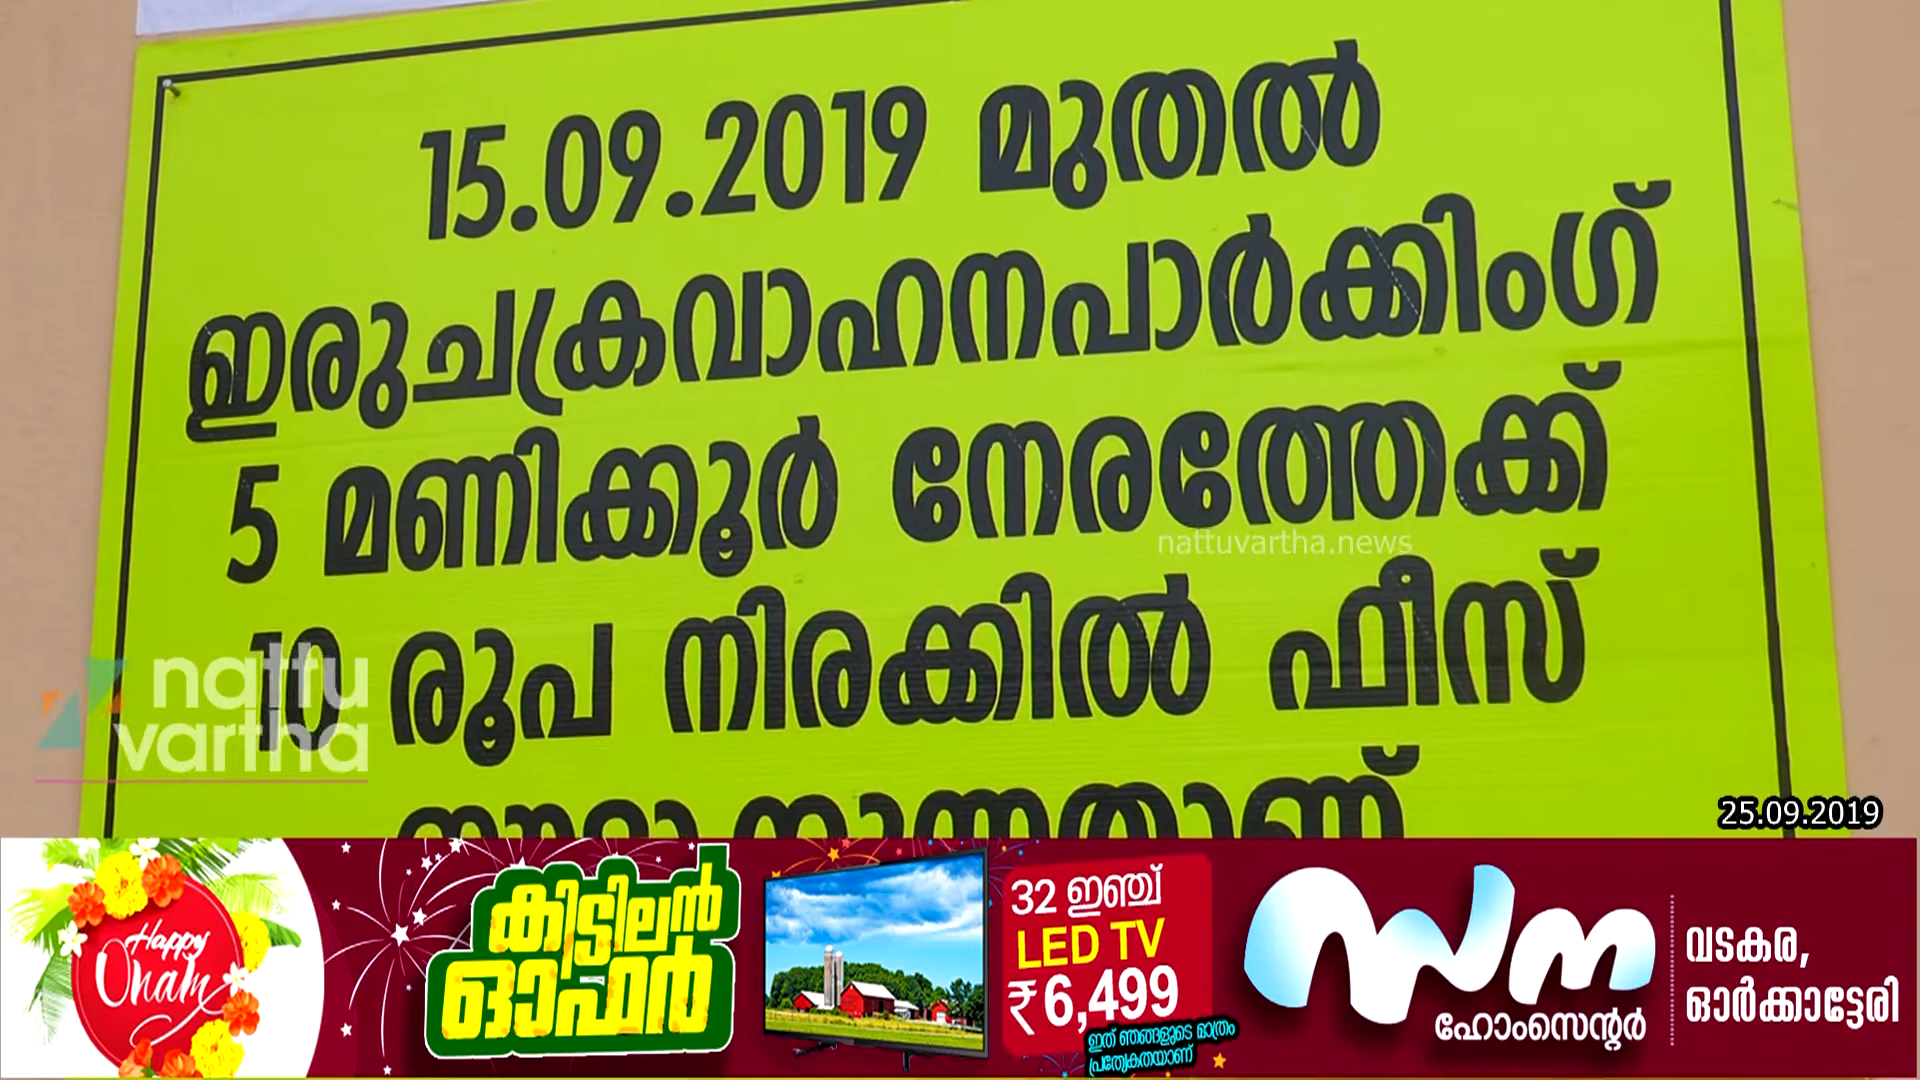 15.09.2019 മുതൽ
ഇരുചക്രവാഹനപാർക്കിംഗ്
5 മണിക്കൂർ നേരത്തേക്ക്
nattuvartha.news
10 രൂപ നിരക്കിൽ ഫീസ്
nattu
vartha
ഈടാക്കുന്നതാണ്
25.09.2019
Happy
Onam
കിടിലൻ
ഓഫർ
32 ഇഞ്ച്
LED TV
₹6,499
ഇത് ഞങ്ങളുടെ മാത്രം
പ്രത്യേകതയാണ്
സന
ഹോംസെന്റർ
വടകര,
ഓർക്കാട്ടേരി